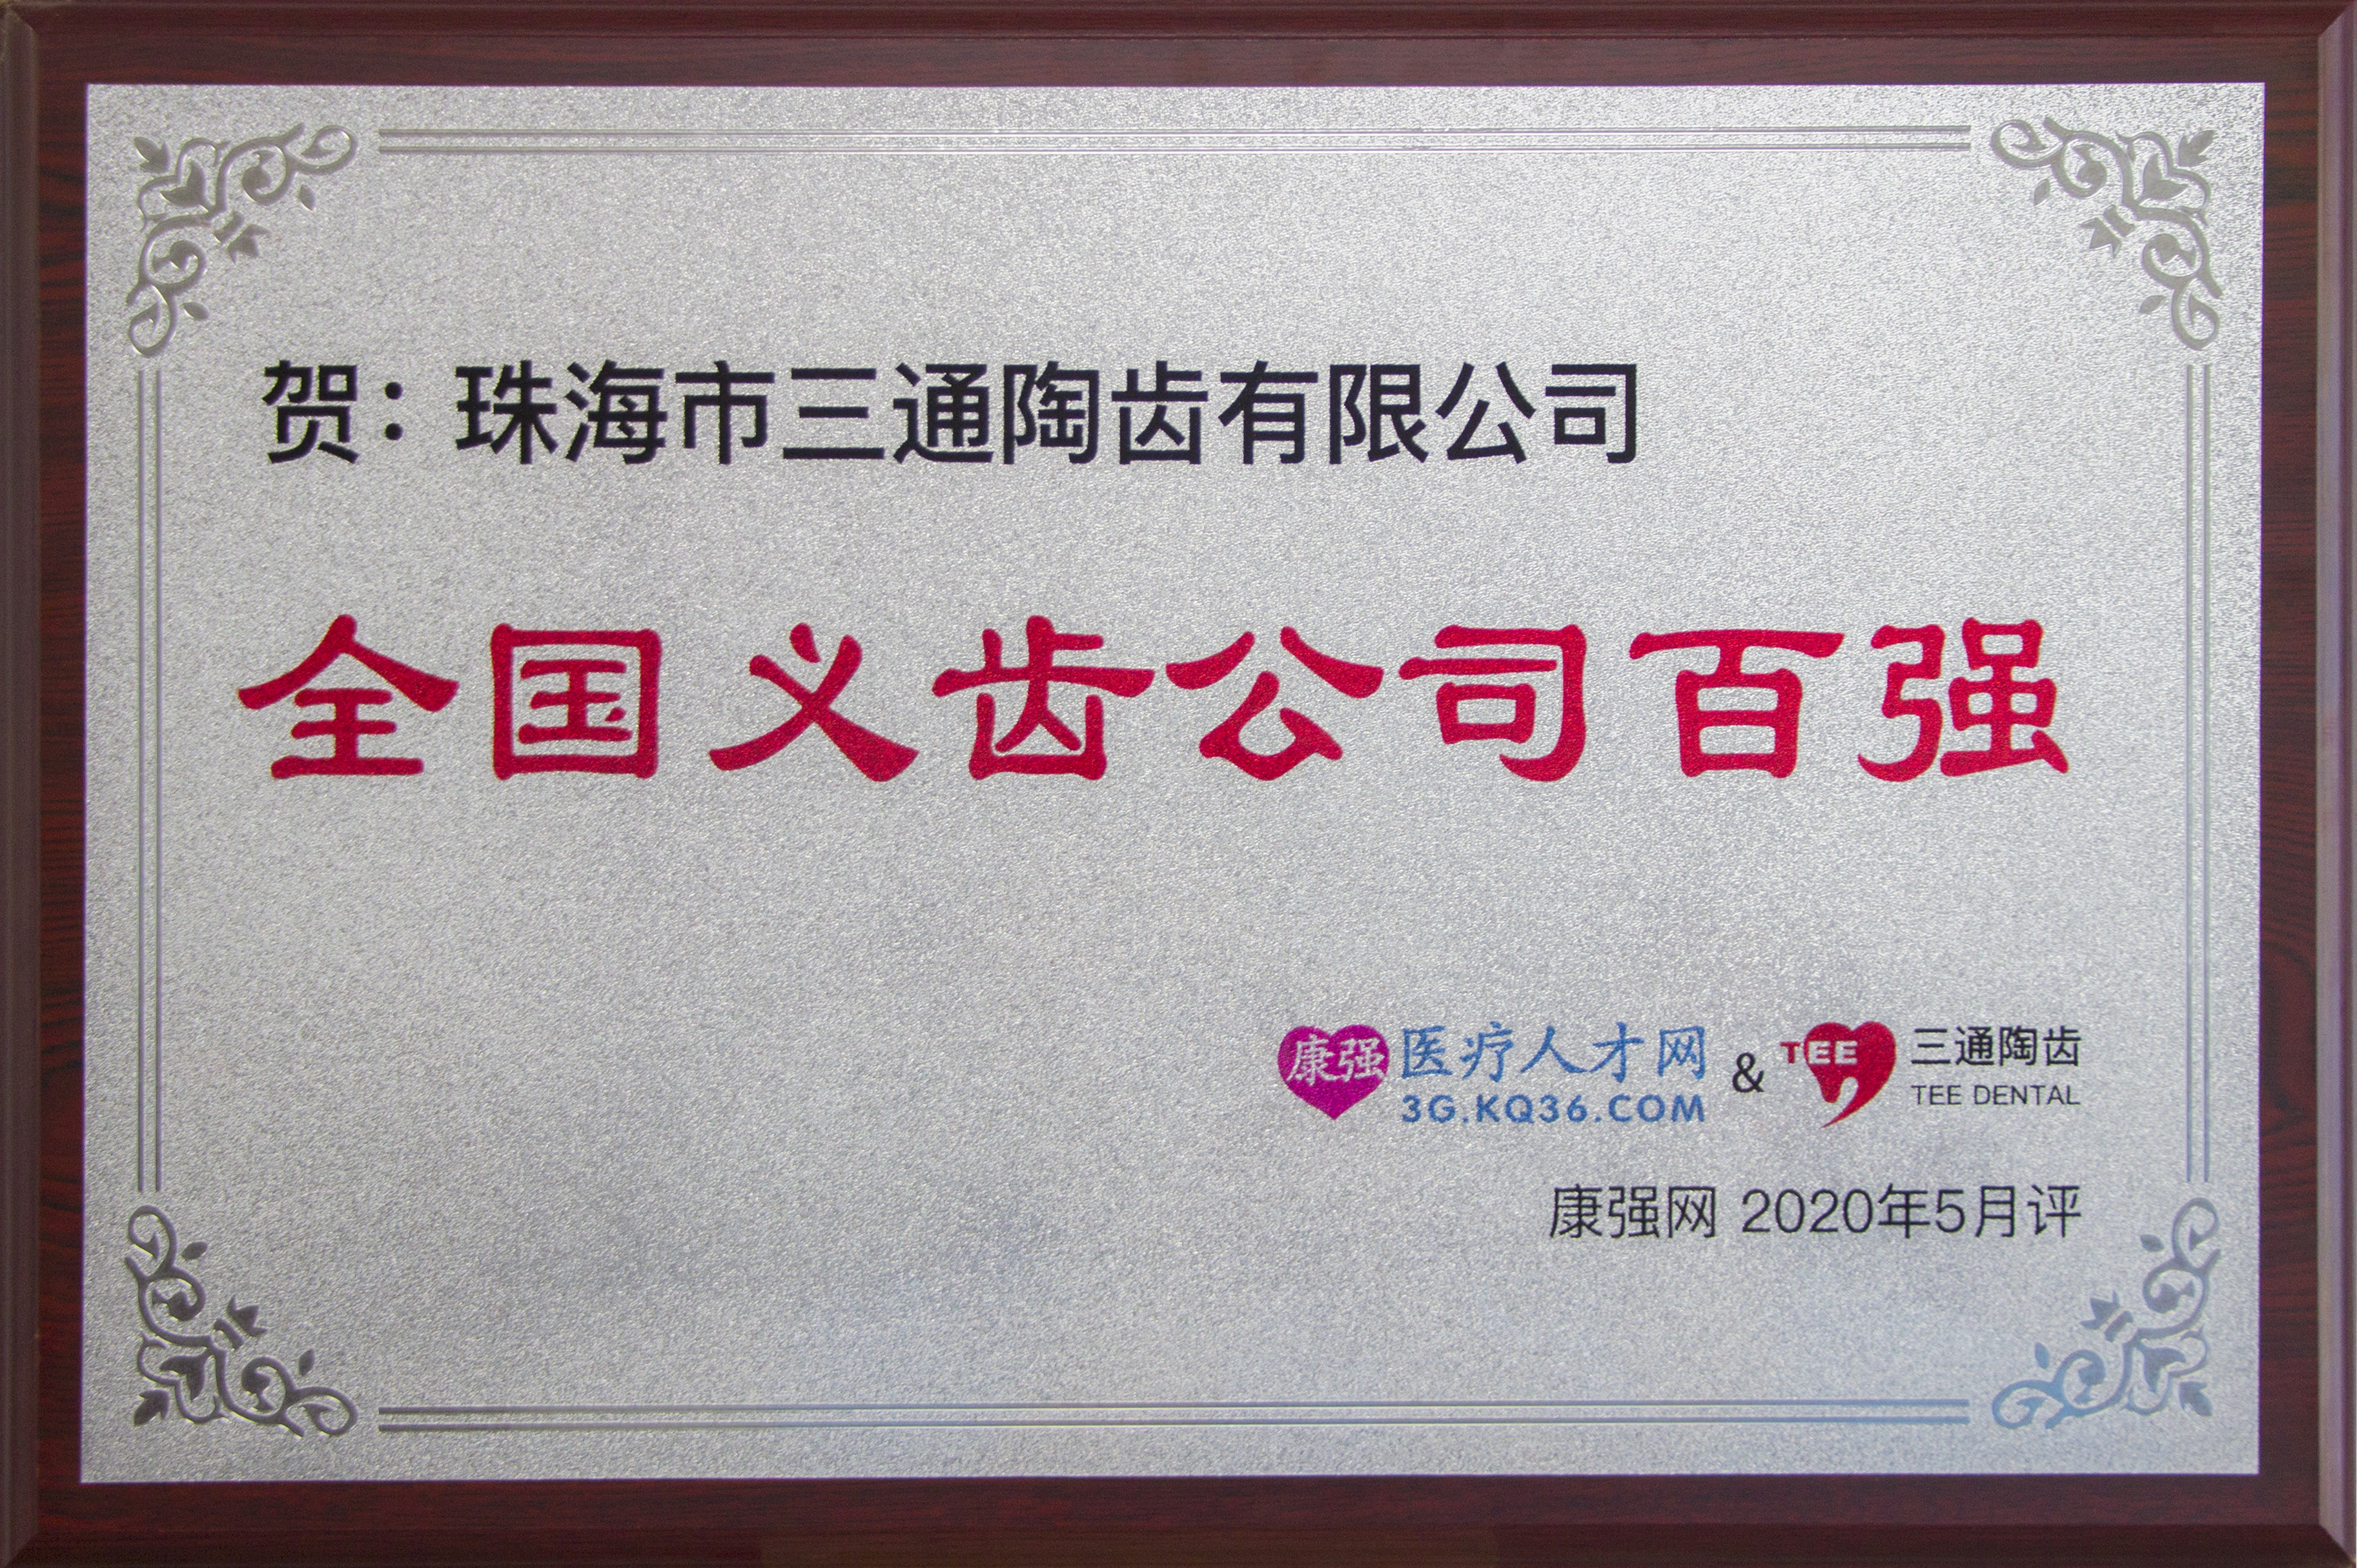 贺：珠海市三通陶齿有限公司
全国义齿公司百强
康强 医疗人才网 & TEE 三通陶齿
3G.KQ36.COM TEE DENTAL
康强网 2020年5月评